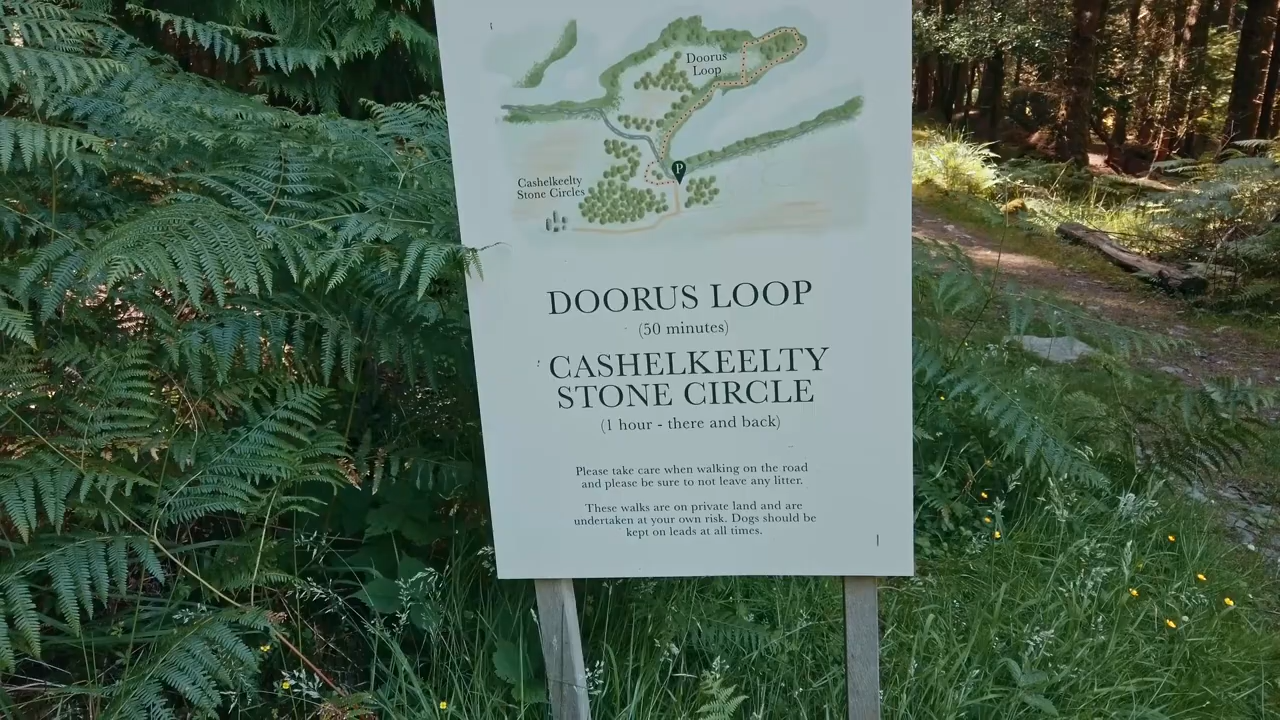 Doorus
Loop
P
Cashelkeelty
Stone Circles
DOORUS LOOP
(50 minutes)
CASHELKEELTY
STONE CIRCLE
(1 hour - there and back)
Please take care when walking on the road
and please be sure to not leave any litter.
These walks are on private land and are
undertaken at your own risk. Dogs should be
kept on leads at all times.